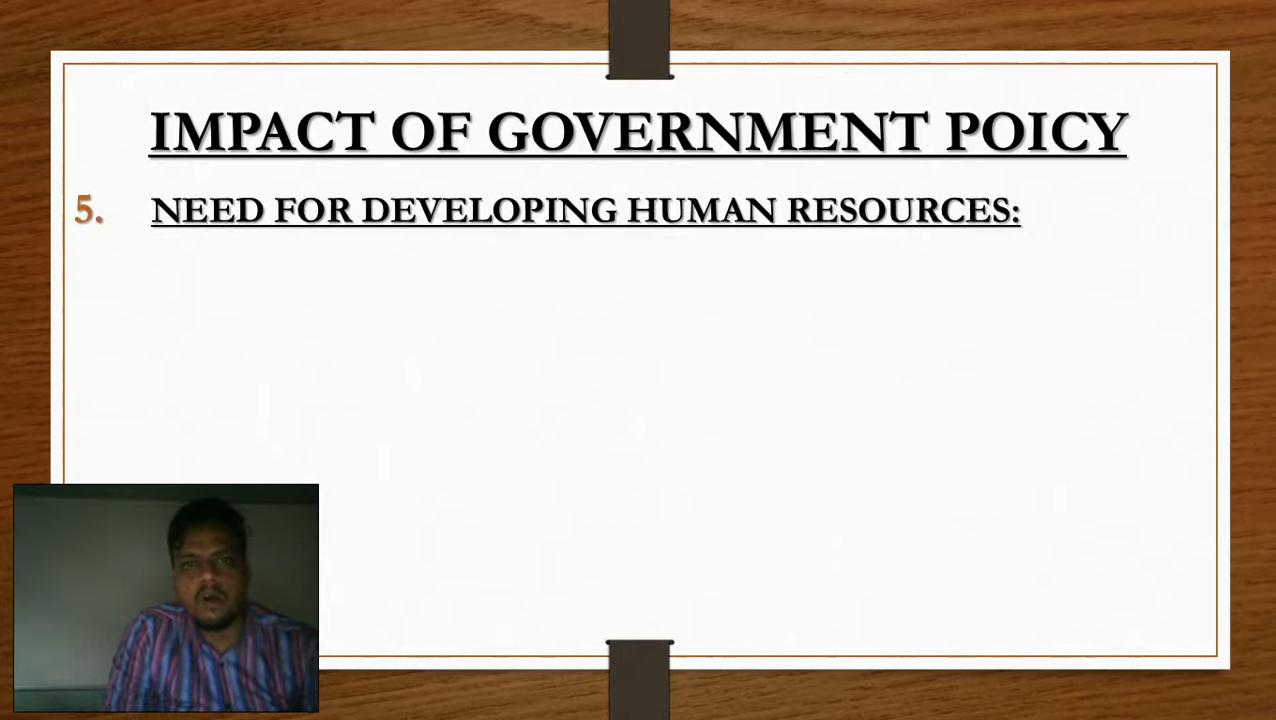 IMPACT OF GOVERNMENT POICY
5. NEED FOR DEVELOPING HUMAN RESOURCES: